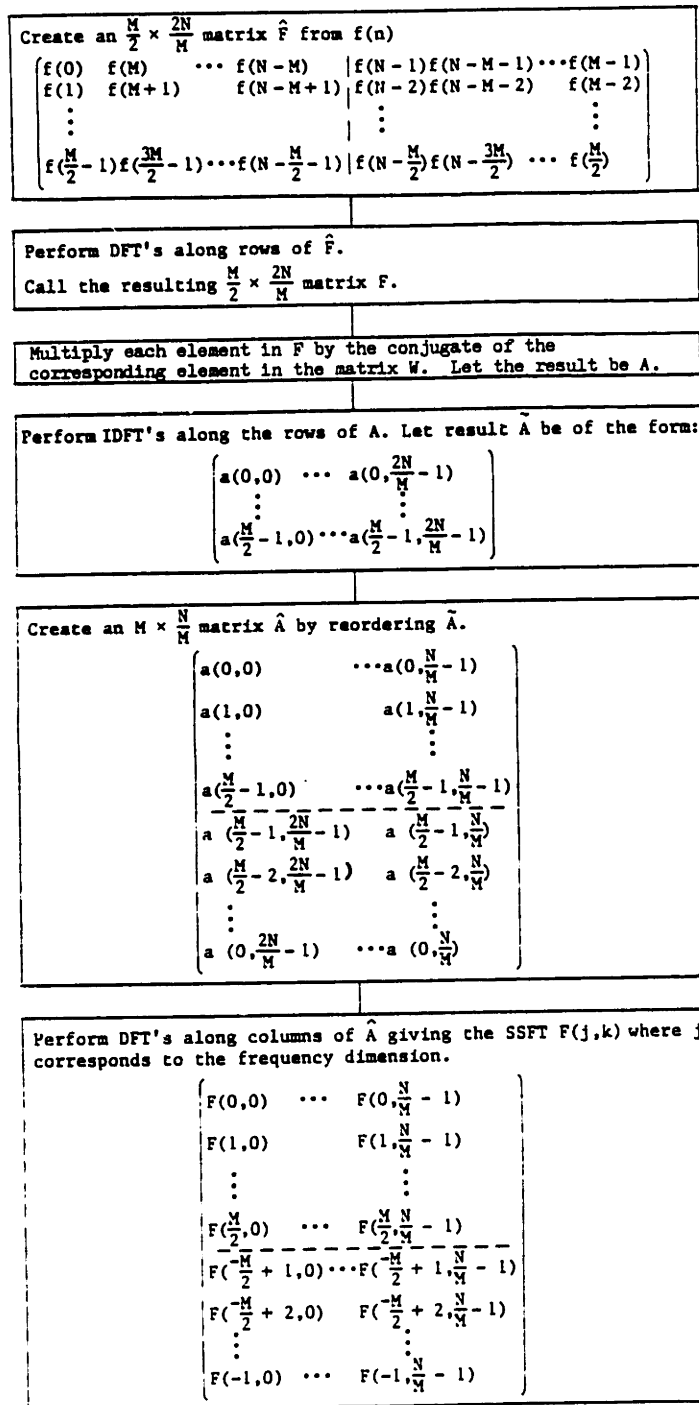 Create an M/2 × 2N/M matrix F̂ from f(n)
f(0) f(M) ··· f(N-M) | f(N-1)f(N-M-1)···f(M-1)
f(1) f(M+1) f(N-M+1) | f(N-2)f(N-M-2) f(M-2)
⋮ ⋮ ⋮
f(M/2-1)f(3M/2-1)···f(N-M/2-1) | f(N-M/2)f(N-3M/2) ··· f(M/2)
Perform DFT's along rows of F̂.
Call the resulting M/2 × 2N/M matrix F.
Multiply each element in F by the conjugate of the
corresponding element in the matrix W. Let the result be A.
Perform IDFT's along the rows of A. Let result Ã be of the form:
a(0,0) ··· a(0,2N/M-1)
⋮ ⋮
a(M/2-1,0)···a(M/2-1,2N/M-1)
Create an M × N/M matrix Â by reordering Ã.
a(0,0) ···a(0,N/M-1)
a(1,0) a(1,N/M-1)
⋮ ⋮
a(M/2-1,0) ···a(M/2-1,N/M-1)
a (M/2-1,2N/M-1) a (M/2-1,N/M)
a (M/2-2,2N/M-1) a (M/2-2,N/M)
⋮ ⋮
a (0,2N/M-1) ···a (0,N/M)
Perform DFT's along columns of Â giving the SSFT F(j,k) where j
corresponds to the frequency dimension.
F(0,0) ··· F(0,N/M - 1)
F(1,0) F(1,N/M - 1)
⋮ ⋮
F(M/2,0) ··· F(M/2,N/M - 1)
F(-M/2 + 1,0)···F(-M/2 + 1,N/M - 1)
F(-M/2 + 2,0) F(-M/2 + 2,N/M-1)
⋮ ⋮
F(-1,0) ··· F(-1,N/M - 1)